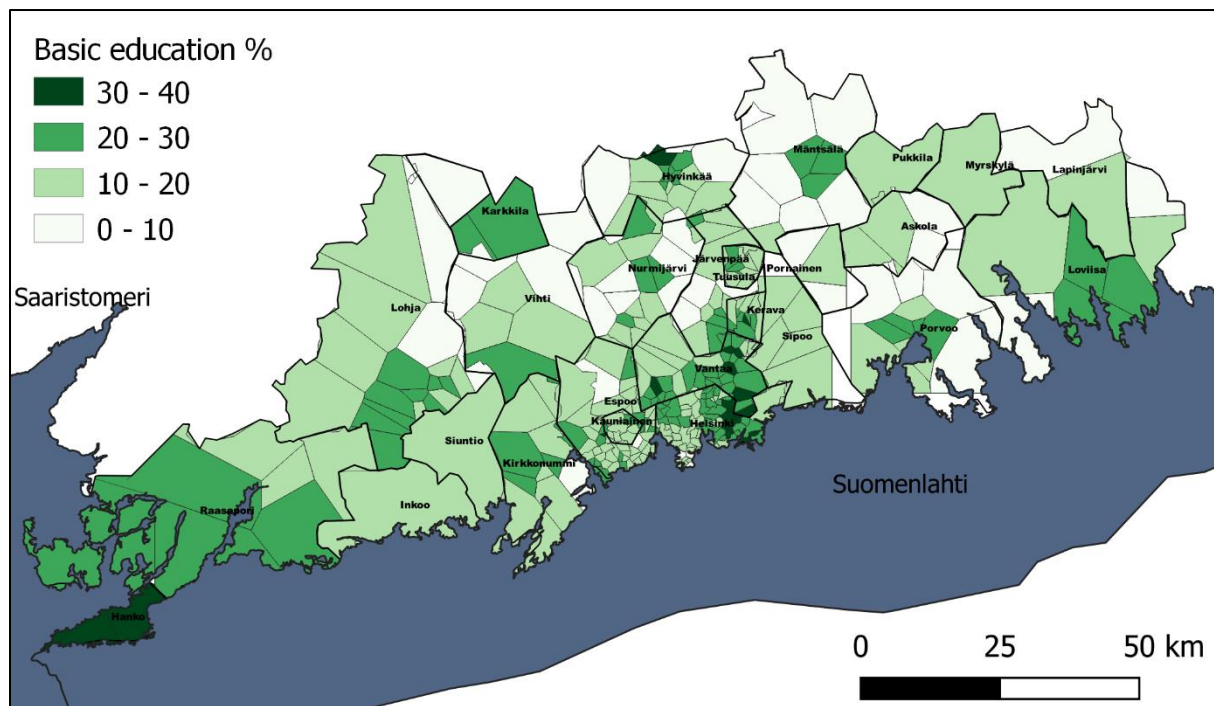 Basic education %
30 - 40
20 - 30
10 - 20
0 - 10
Mäntsälä
Pukkila
Myrskylä
Lapinjärvi
Hyvinkää
Karkkila
Askola
Nurmijärvi
Järvenpää
Tuusula
Pornainen
Loviisa
Saaristomeri
Lohja
Vihti
Kerava
Sipoo
Porvoo
Vantaa
Espoo
Kauniainen
Helsinki
Siuntio
Kirkkonummi
Suomenlahti
Inkoo
Raasepori
Hanko
0 25 50 km